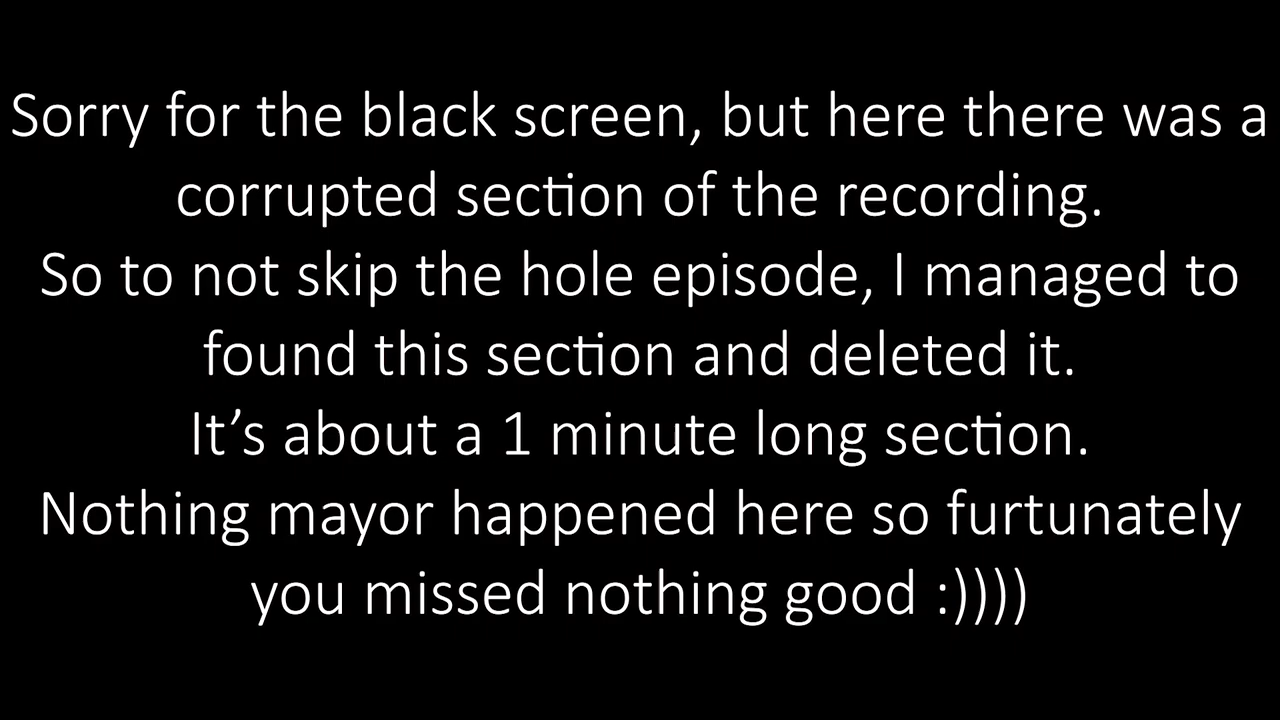 Sorry for the black screen, but here there was a
corrupted section of the recording.
So to not skip the hole episode, I managed to
found this section and deleted it.
It’s about a 1 minute long section.
Nothing mayor happened here so furtunately
you missed nothing good :))))